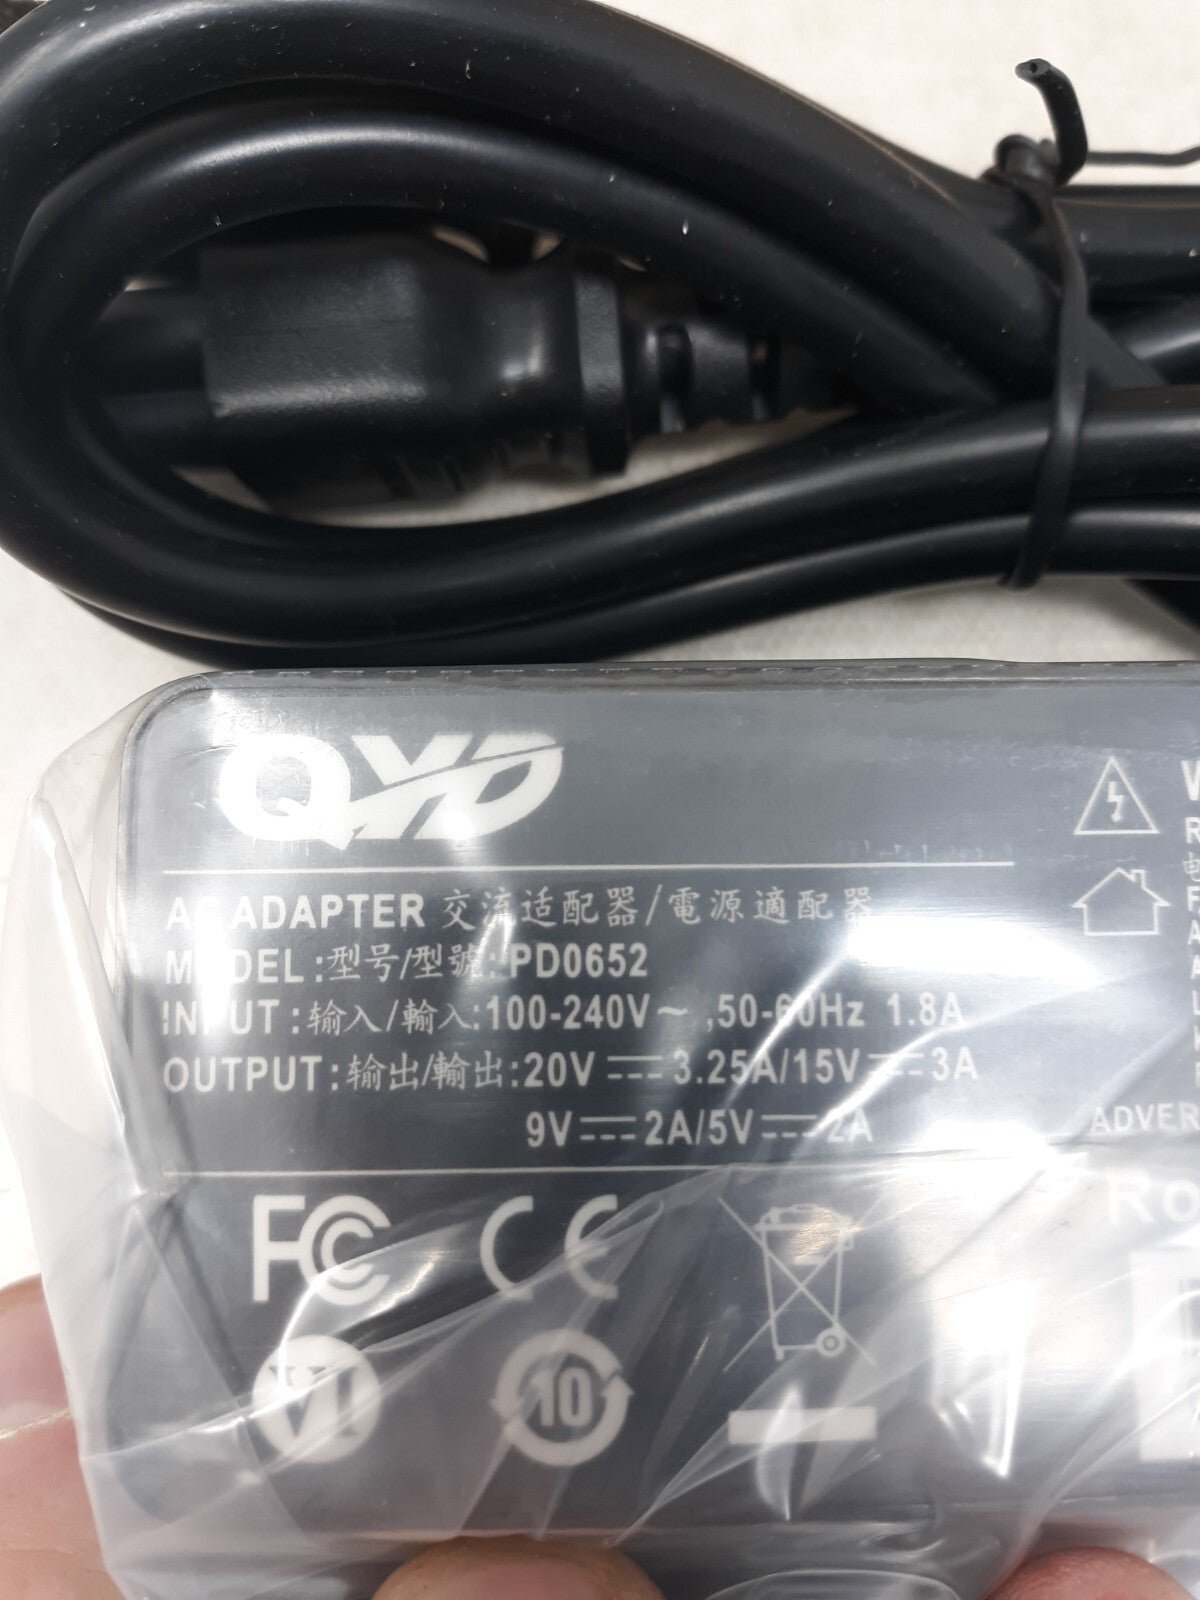 QYD
AC ADAPTER 交流适配器/電源適配器
MODEL:型号/型號: PD0652
INPUT:输入/輸入:100-240V~ ,50-60Hz 1.8A
OUTPUT:输出/輸出:20V⎓3.25A/15V⎓3A
9V⎓2A/5V⎓2A
ADVER
Ro
FC CE
VI 10